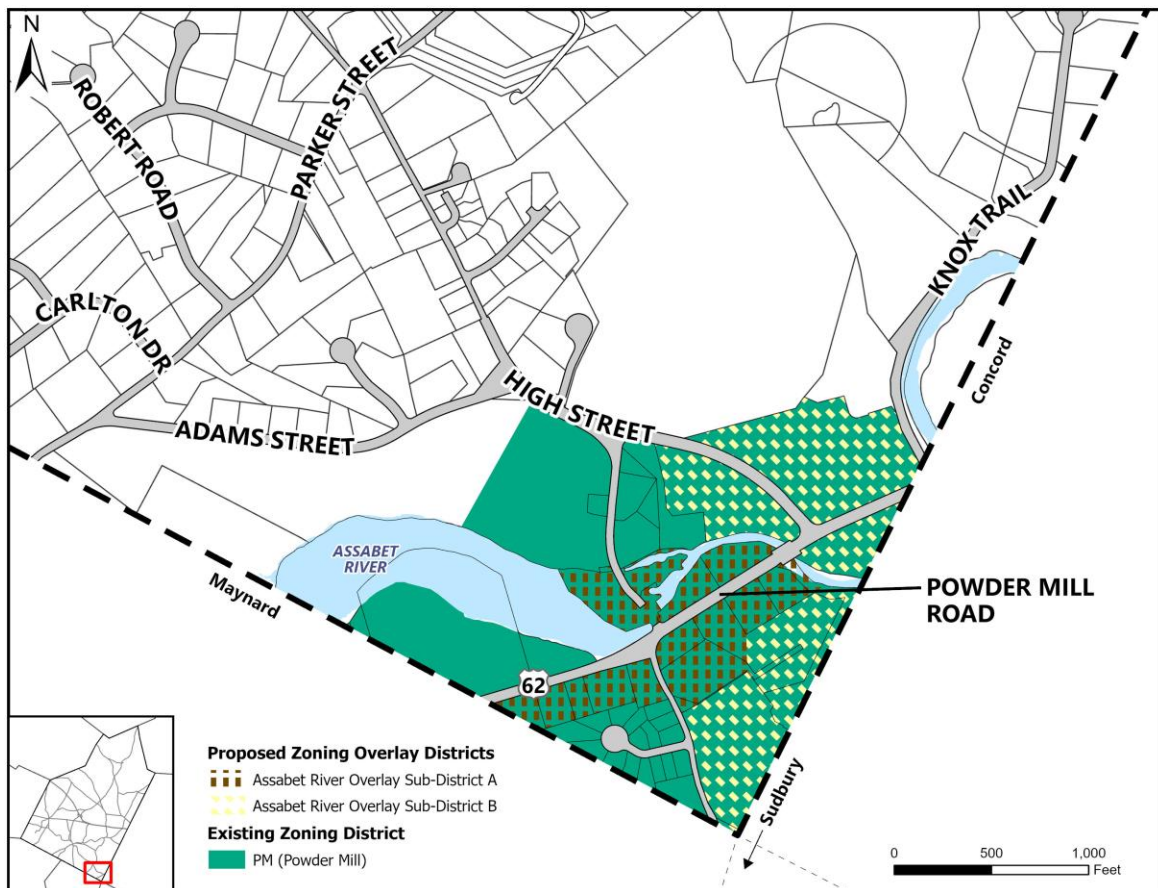 N
ROBERT ROAD
PARKER STREET
CARLTON DR
ADAMS STREET
HIGH STREET
KNOX TRAIL
Concord
ASSABET
RIVER
Maynard
POWDER MILL
ROAD
62
Sudbury
Proposed Zoning Overlay Districts
Assabet River Overlay Sub-District A
Assabet River Overlay Sub-District B
Existing Zoning District
PM (Powder Mill)
0 500 1,000
Feet